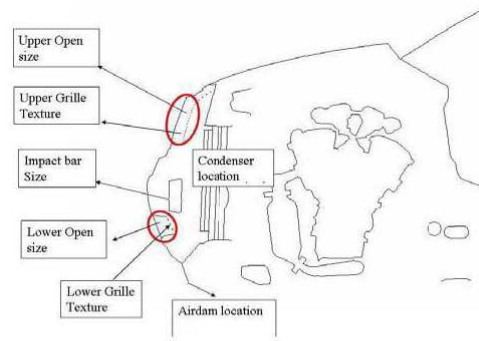 Upper Open
size
Upper Grille
Texture
Impact bar
Size
Condenser
location
Lower Open
size
Lower Grille
Texture
Airdam location